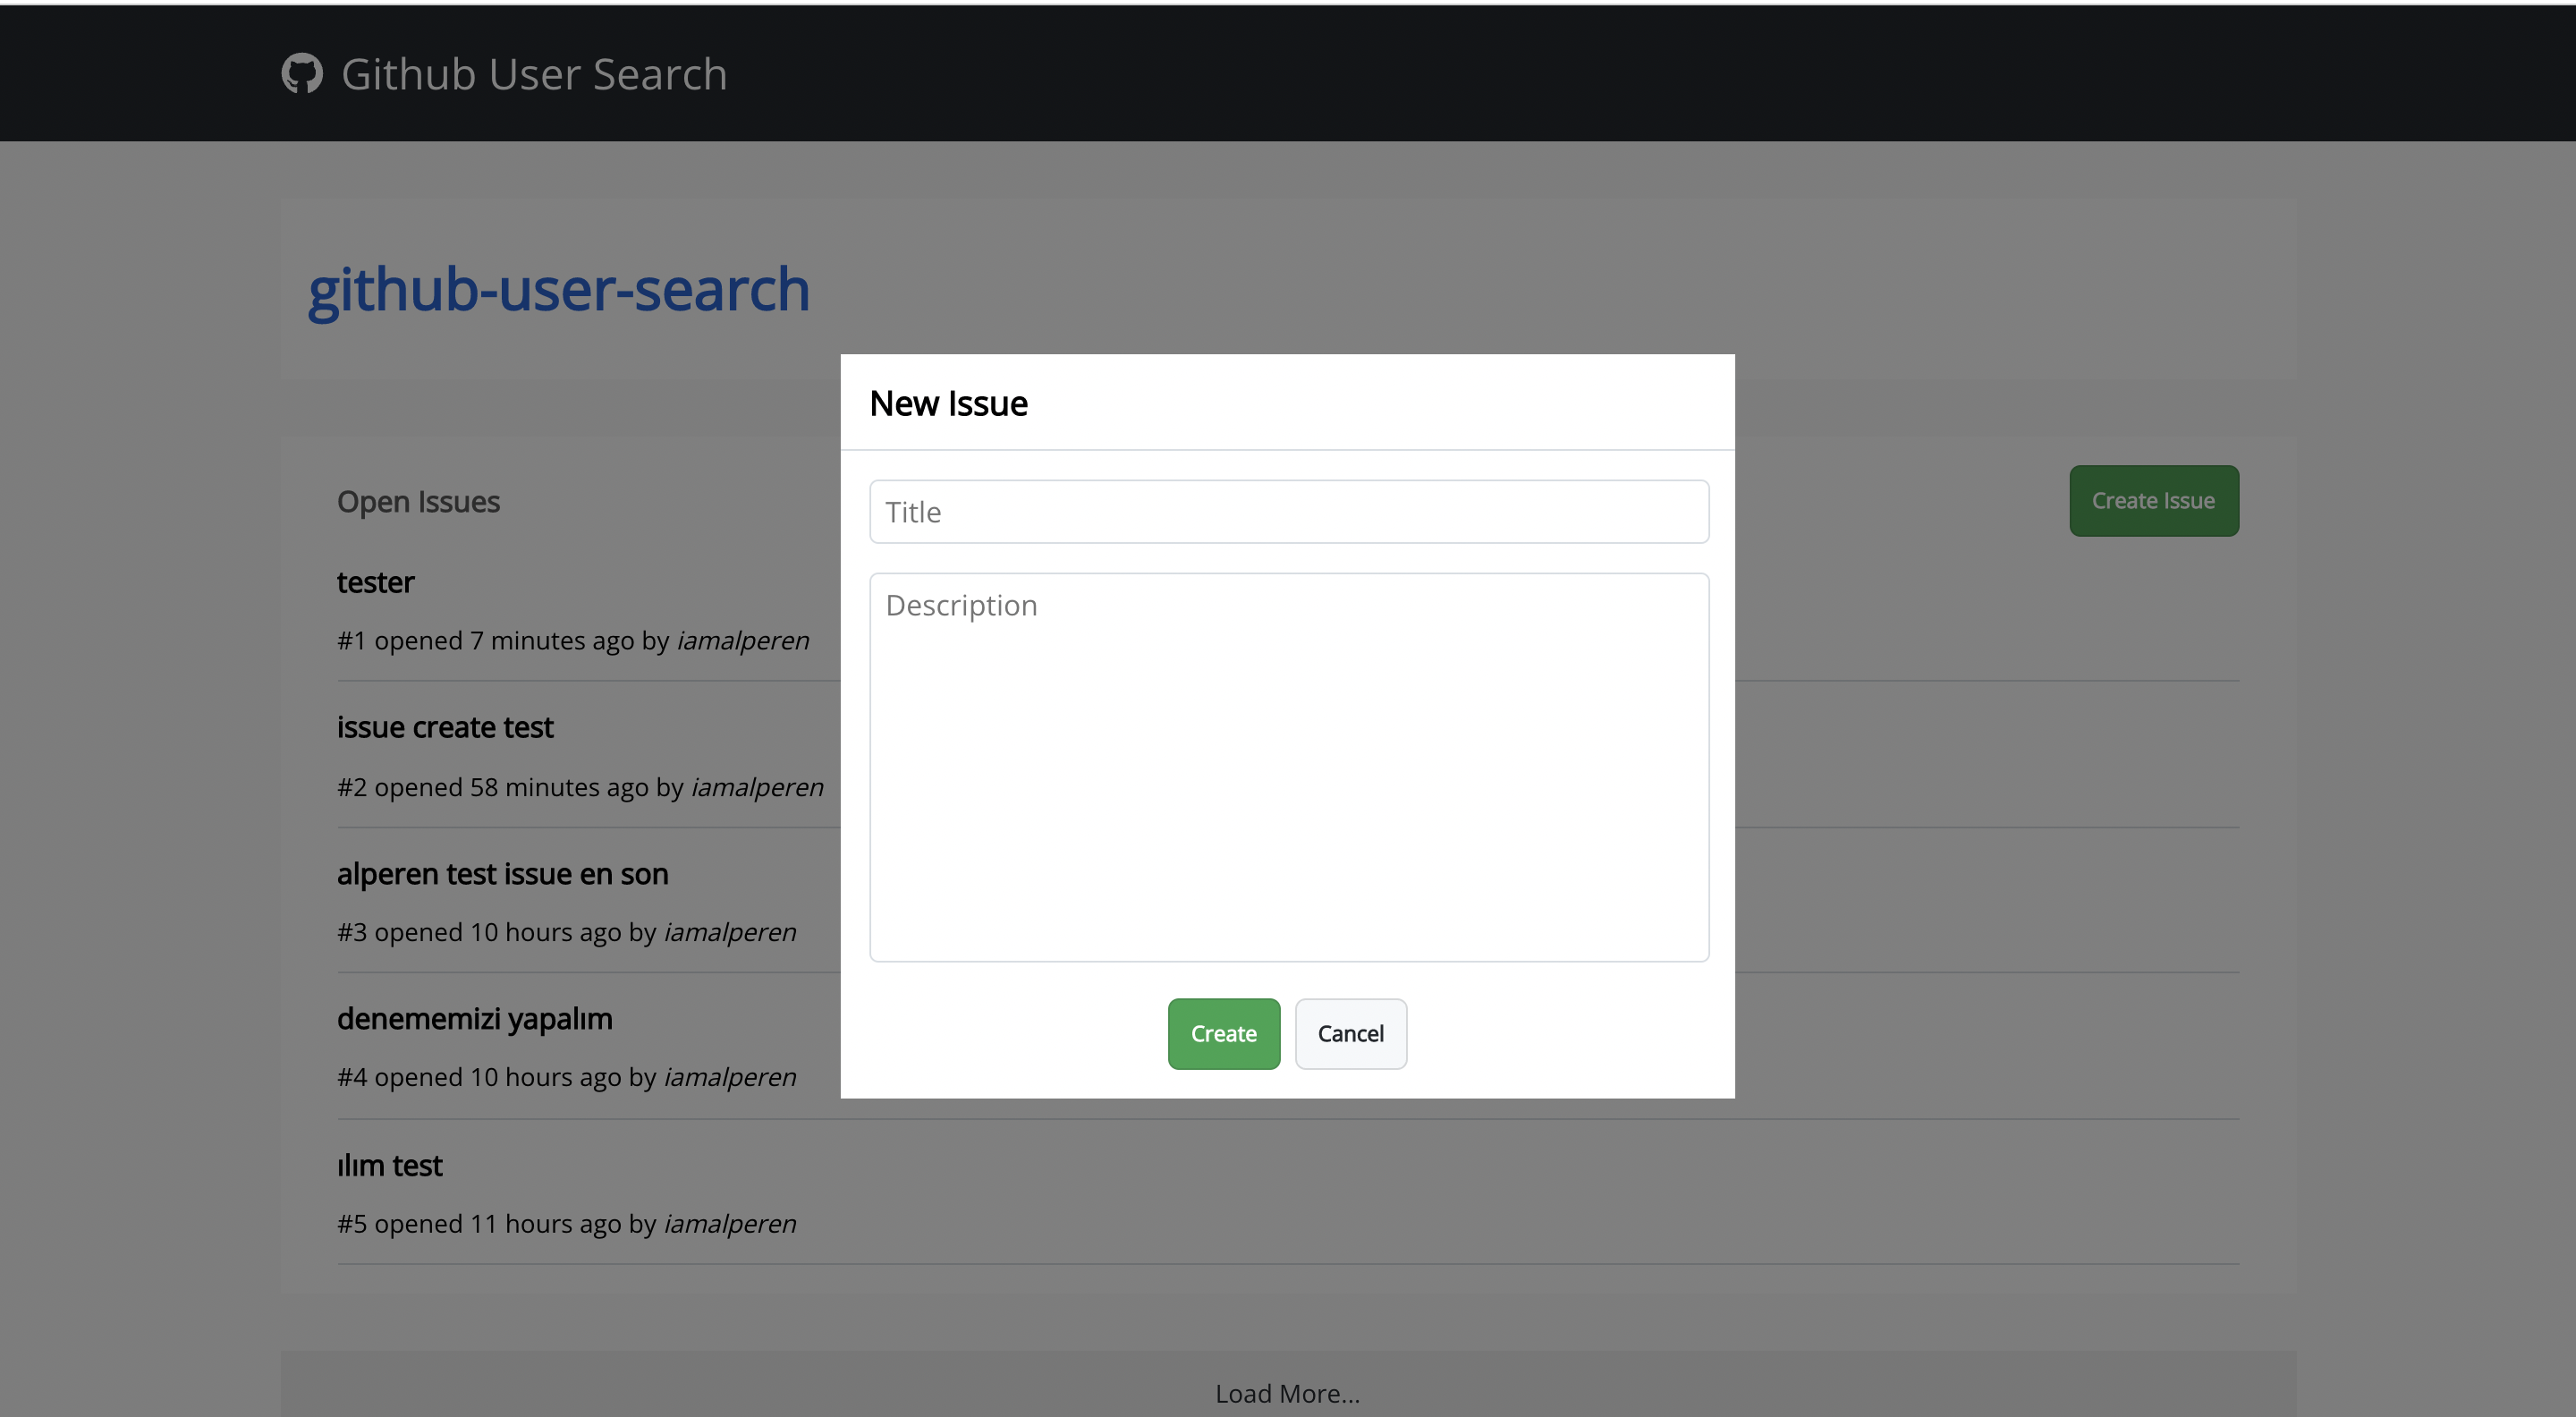 Github User Search
github-user-search
New Issue
Title
Description
Create
Cancel
Open Issues
Create Issue
tester
#1 opened 7 minutes ago by iamalperen
issue create test
#2 opened 58 minutes ago by iamalperen
alperen test issue en son
#3 opened 10 hours ago by iamalperen
denememizi yapalım
#4 opened 10 hours ago by iamalperen
ılım test
#5 opened 11 hours ago by iamalperen
Load More...